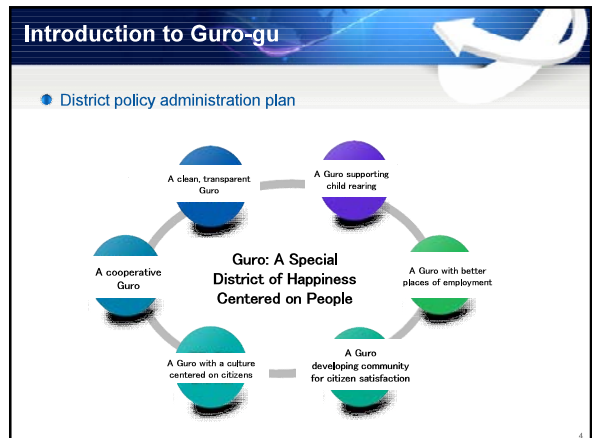 Introduction to Guro-gu
District policy administration plan
A clean, transparent
Guro
A Guro supporting
child rearing
A cooperative
Guro
Guro: A Special
District of Happiness
Centered on People
A Guro with better
places of employment
A Guro with a culture
centered on citizens
A Guro
developing community
for citizen satisfaction
4